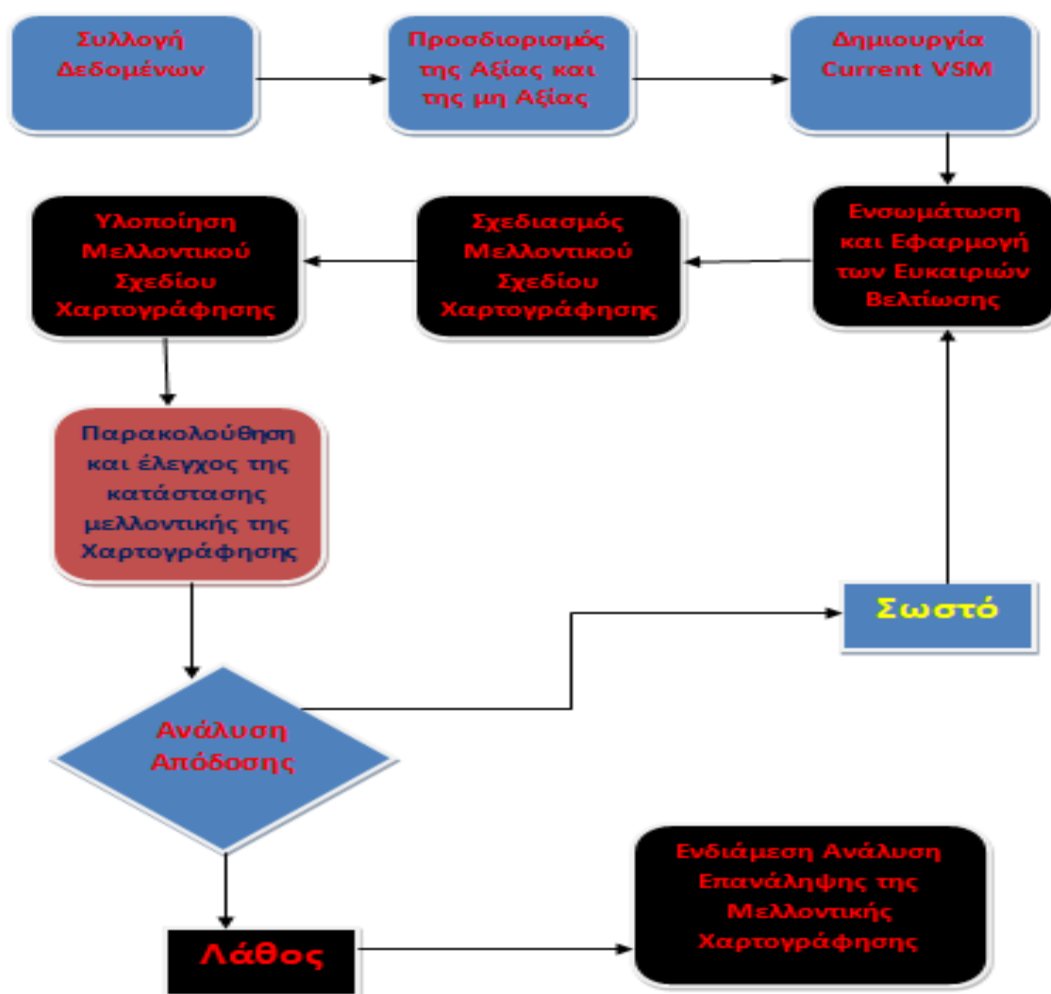 Συλλογή
Δεδομένων
Προσδιορισμός
της Αξίας και
της μη Αξίας
Δημιουργία
Current VSM
Ενσωμάτωση
και Εφαρμογή
των Ευκαιριών
Βελτίωσης
Σχεδιασμός
Μελλοντικού
Σχεδίου
Χαρτογράφησης
Υλοποίηση
Μελλοντικού
Σχεδίου
Χαρτογράφησης
Παρακολούθηση
και έλεγχος της
κατάστασης
μελλοντικής της
Χαρτογράφησης
Σωστό
Ανάλυση
Απόδοσης
Λάθος
Ενδιάμεση Ανάλυση
Επανάληψης της
Μελλοντικής
Χαρτογράφησης